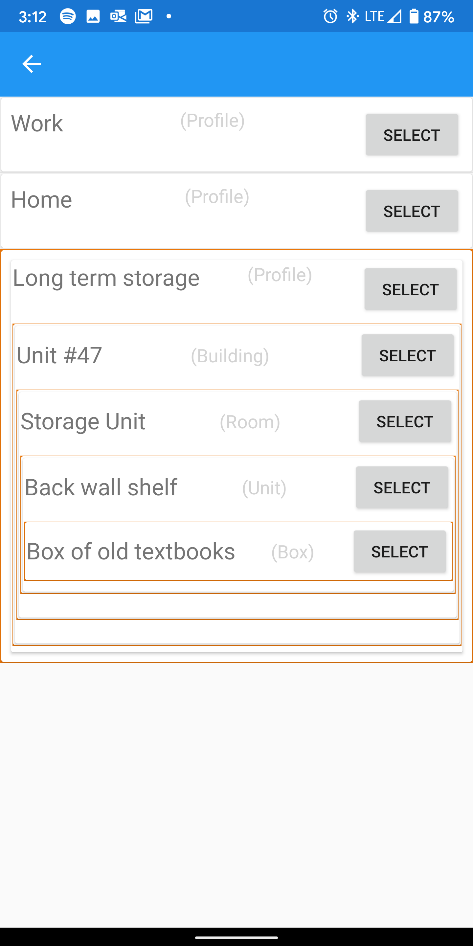 3:12 LTE 87%
Work (Profile) SELECT
Home (Profile) SELECT
Long term storage (Profile) SELECT
Unit #47 (Building) SELECT
Storage Unit (Room) SELECT
Back wall shelf (Unit) SELECT
Box of old textbooks (Box) SELECT